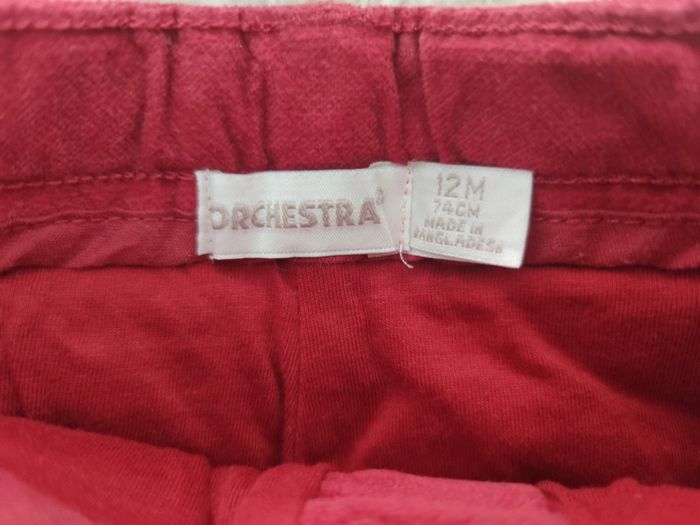 ORCHESTRA®
12M
74CM
MADE IN
BANGLADESH